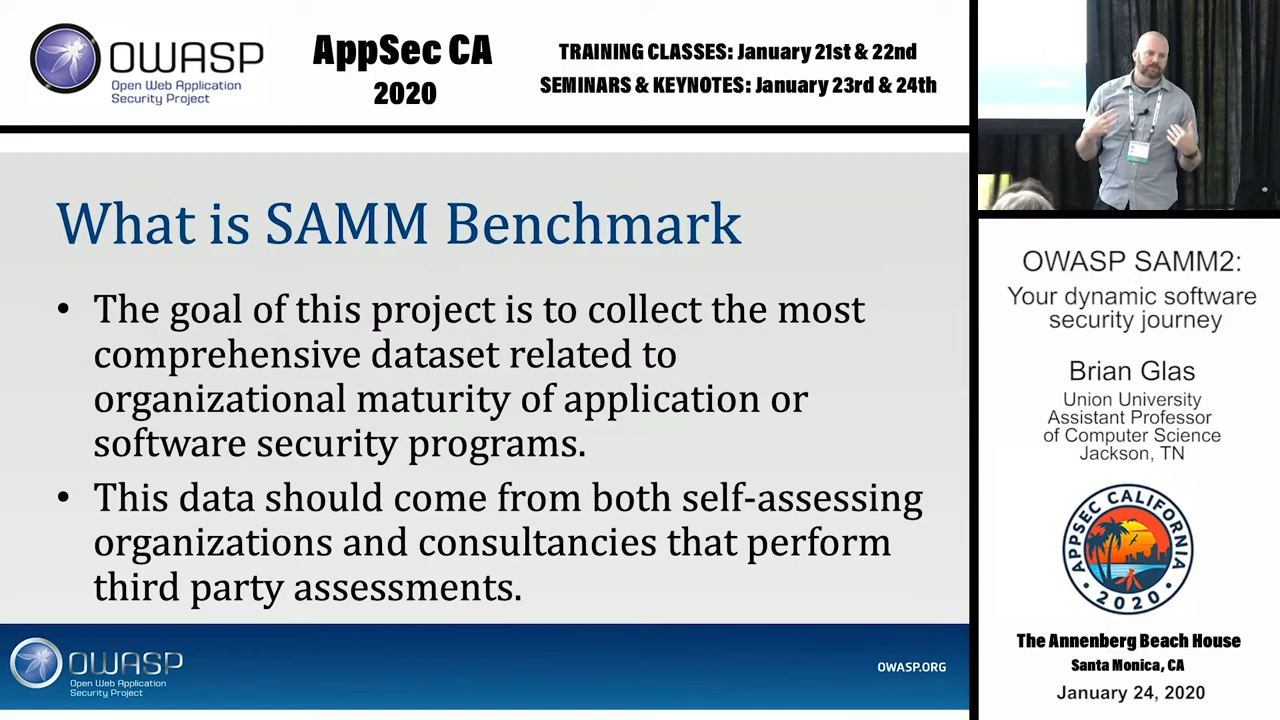 OWASP
Open Web Application
Security Project
AppSec CA
2020
TRAINING CLASSES: January 21st & 22nd
SEMINARS & KEYNOTES: January 23rd & 24th
What is SAMM Benchmark
• The goal of this project is to collect the most
comprehensive dataset related to
organizational maturity of application or
software security programs.
• This data should come from both self-assessing
organizations and consultancies that perform
third party assessments.
OWASP
Open Web Application
Security Project
OWASP.ORG
OWASP SAMM2:
Your dynamic software
security journey
Brian Glas
Union University
Assistant Professor
of Computer Science
Jackson, TN
APPSEC CALIFORNIA
• 2020 •
The Annenberg Beach House
Santa Monica, CA
January 24, 2020